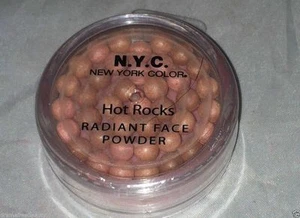 N.Y.C.
NEW YORK COLOR®
Hot Rocks
RADIANT FACE
POWDER